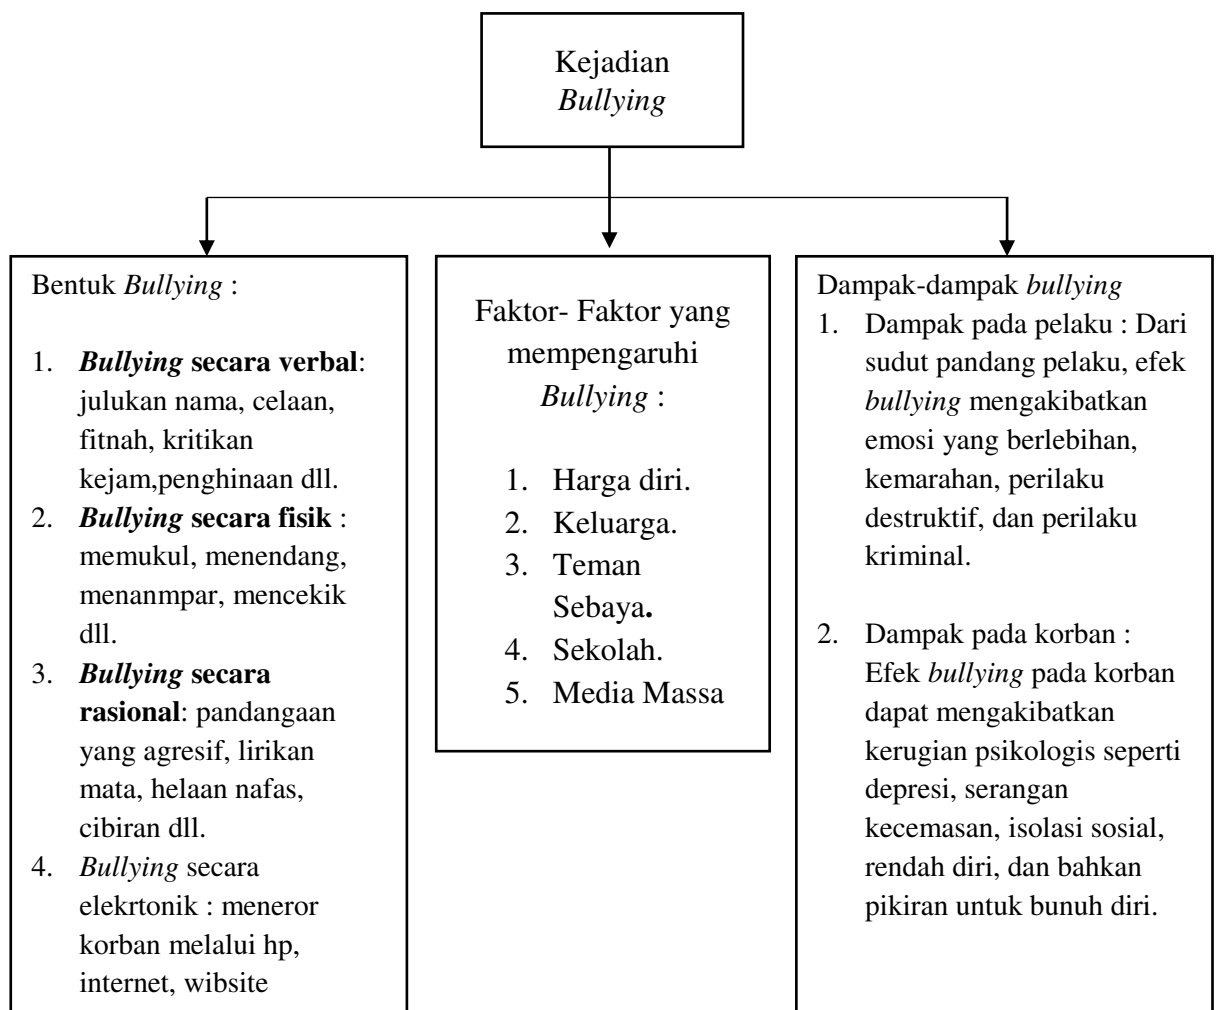 Kejadian
Bullying
Bentuk Bullying :
1. Bullying secara verbal:
julukan nama, celaan,
fitnah, kritikan
kejam,penghinaan dll.
2. Bullying secara fisik :
memukul, menendang,
menanmpar, mencekik
dll.
3. Bullying secara
rasional: pandangaan
yang agresif, lirikan
mata, helaan nafas,
cibiran dll.
4. Bullying secara
elekrtonik : meneror
korban melalui hp,
internet, wibsite
Faktor- Faktor yang
mempengaruhi
Bullying :
1. Harga diri.
2. Keluarga.
3. Teman
Sebaya.
4. Sekolah.
5. Media Massa
Dampak-dampak bullying
1. Dampak pada pelaku : Dari
sudut pandang pelaku, efek
bullying mengakibatkan
emosi yang berlebihan,
kemarahan, perilaku
destruktif, dan perilaku
kriminal.
2. Dampak pada korban :
Efek bullying pada korban
dapat mengakibatkan
kerugian psikologis seperti
depresi, serangan
kecemasan, isolasi sosial,
rendah diri, dan bahkan
pikiran untuk bunuh diri.